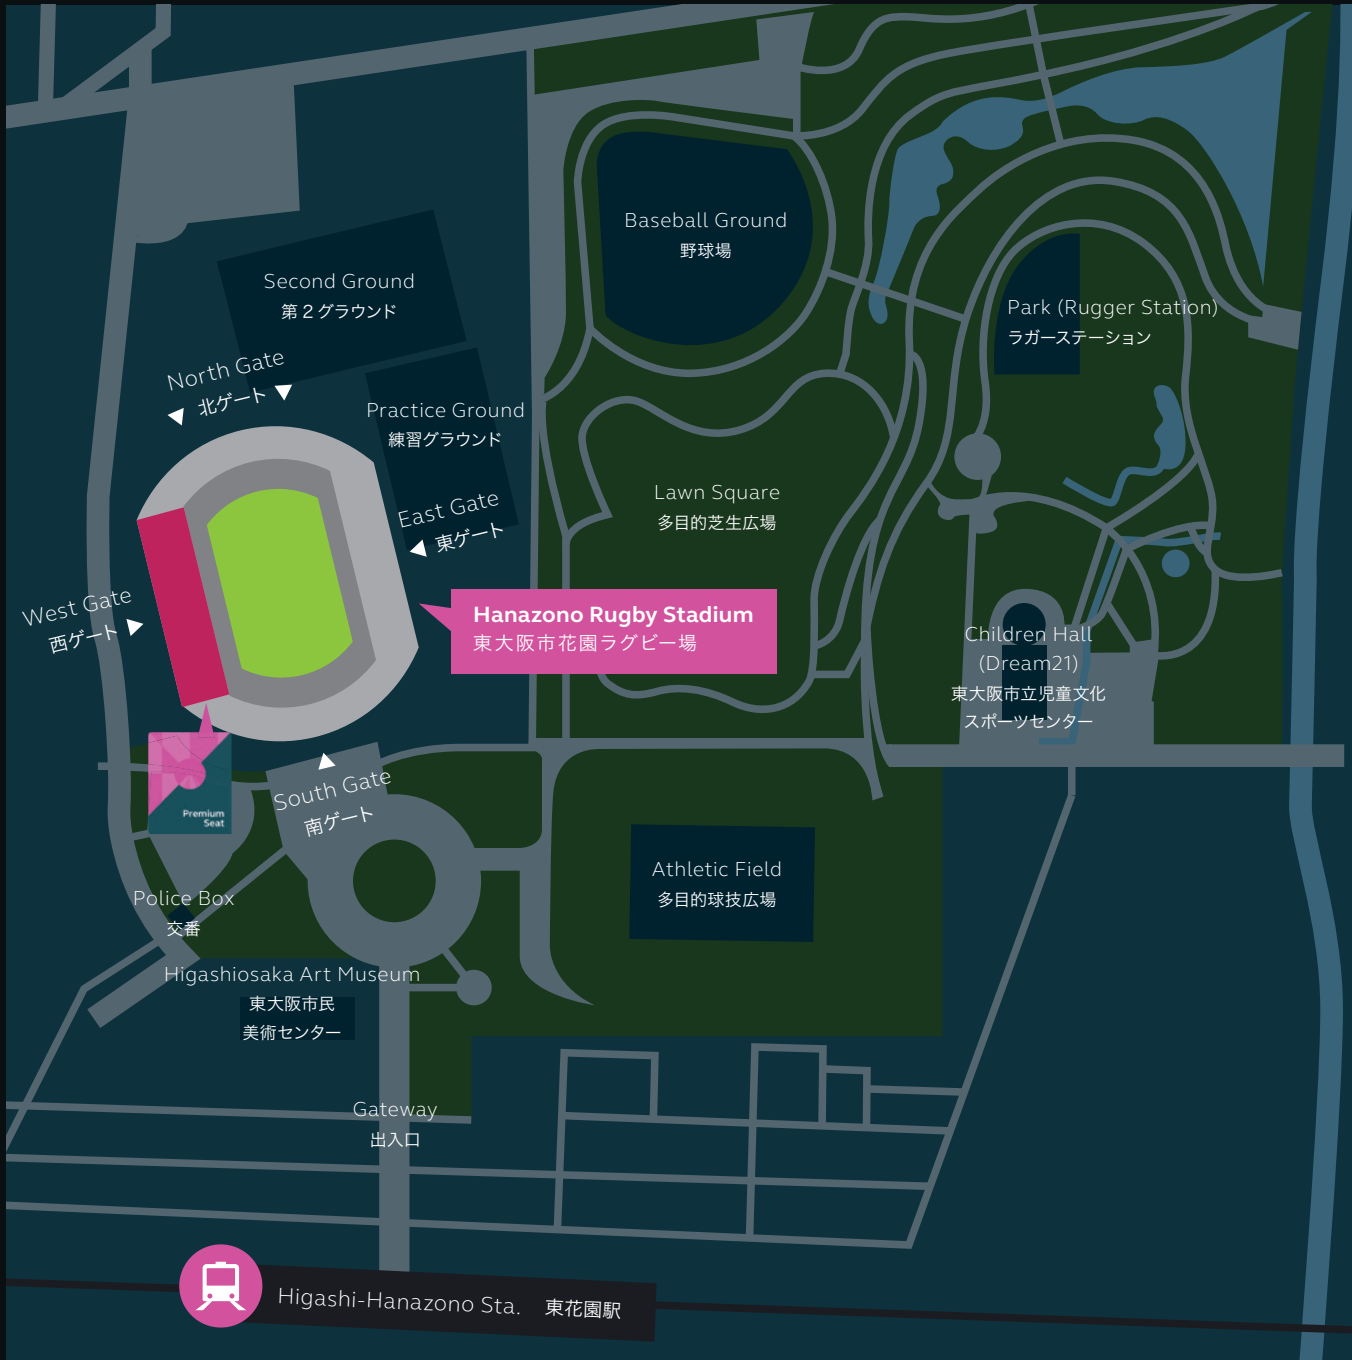 Baseball Ground
野球場
Second Ground
第2グラウンド
Park (Rugger Station)
ラガーステーション
North Gate
北ゲート
Practice Ground
練習グラウンド
Lawn Square
多目的芝生広場
East Gate
東ゲート
West Gate
西ゲート
Hanazono Rugby Stadium
東大阪市花園ラグビー場
Children Hall
(Dream21)
東大阪市立児童文化
スポーツセンター
South Gate
南ゲート
Premium
Seat
Athletic Field
多目的球技広場
Police Box
交番
Higashiosaka Art Museum
東大阪市民
美術センター
Gateway
出入口
Higashi-Hanazono Sta. 東花園駅